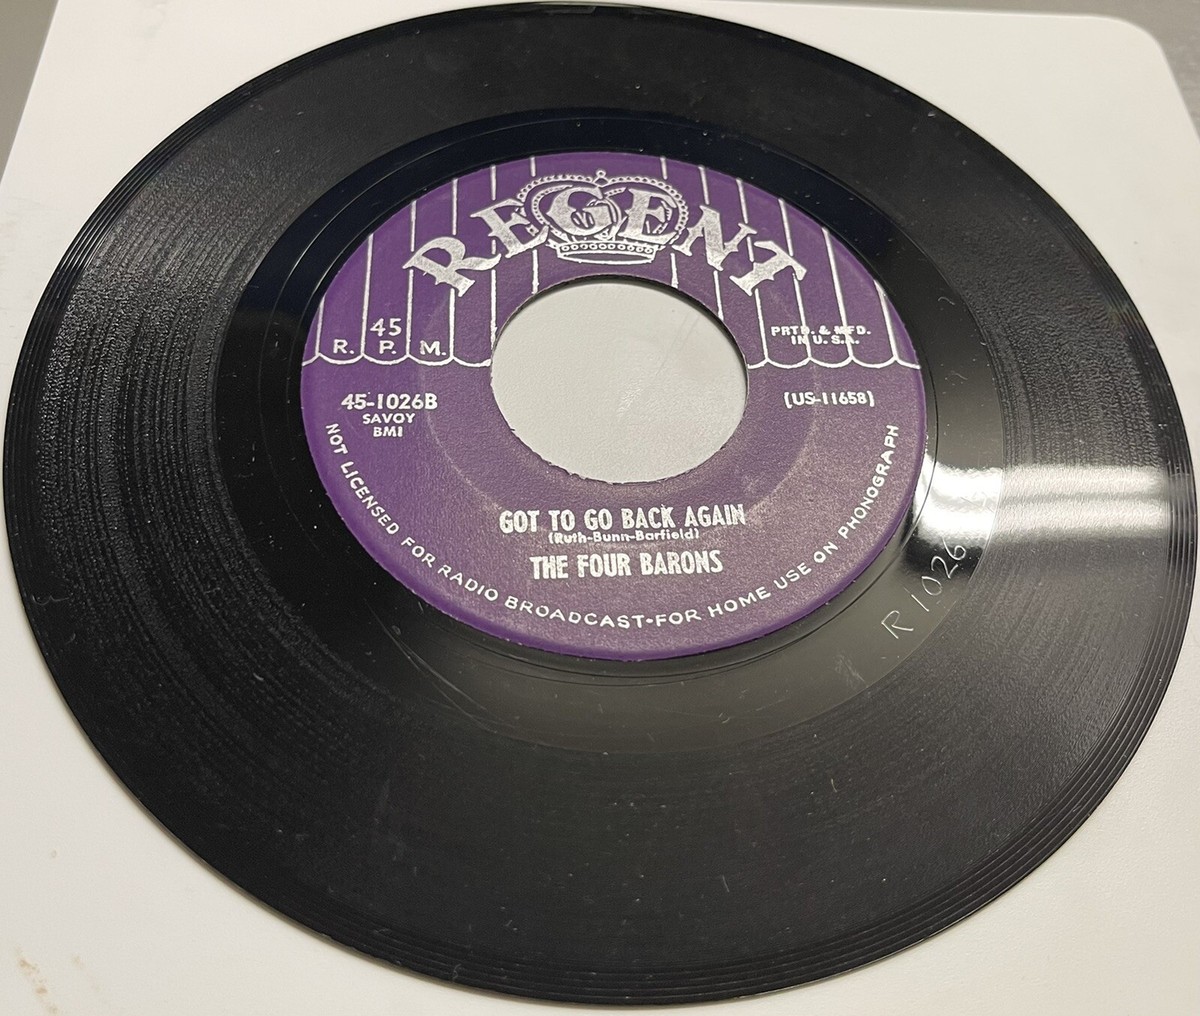 REGENT
45
R. P. M.
PRTD. & MFD.
IN U. S. A.
45-1026B
SAVOY
BMI
(US-11658)
GOT TO GO BACK AGAIN
(Ruth-Bunn-Barfield)
THE FOUR BARONS
NOT LICENSED FOR RADIO BROADCAST•FOR HOME USE ON PHONOGRAPH
R1026